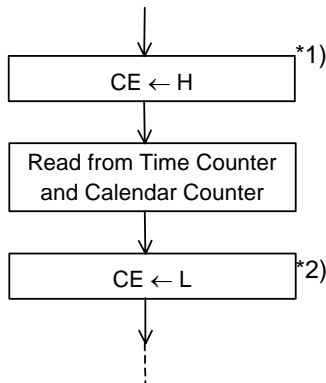 *1)
CE ← H
Read from Time Counter
and Calendar Counter
*2)
CE ← L